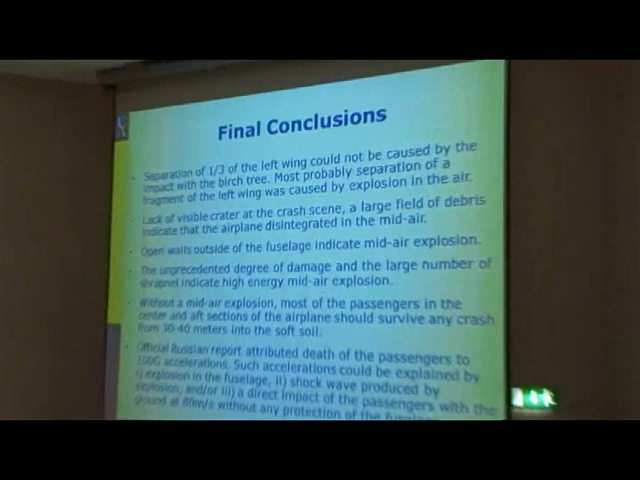 Final Conclusions
Separation of 1/3 of the left wing could not be caused by the
impact with the birch tree. Most probably separation of a
fragment of the left wing was caused by explosion in the air.
Lack of visible crater at the crash scene, a large field of debris
indicate that the airplane disintegrated in the mid-air.
Open walls outside of the fuselage indicate mid-air explosion.
The unprecedented degree of damage and the large number of
shrapnel indicate high energy mid-air explosion.
Without a mid-air explosion, most of the passengers in the
center and aft sections of the airplane should survive any crash
from 30-40 meters into the soft soil.
Official Russian report attributed death of the passengers to
100G accelerations. Such accelerations could be explained by
i) explosion in the fuselage, ii) shock wave produced by
explosion, and/or iii) a direct impact of the passengers with the
ground at 80m/s without any protection of the